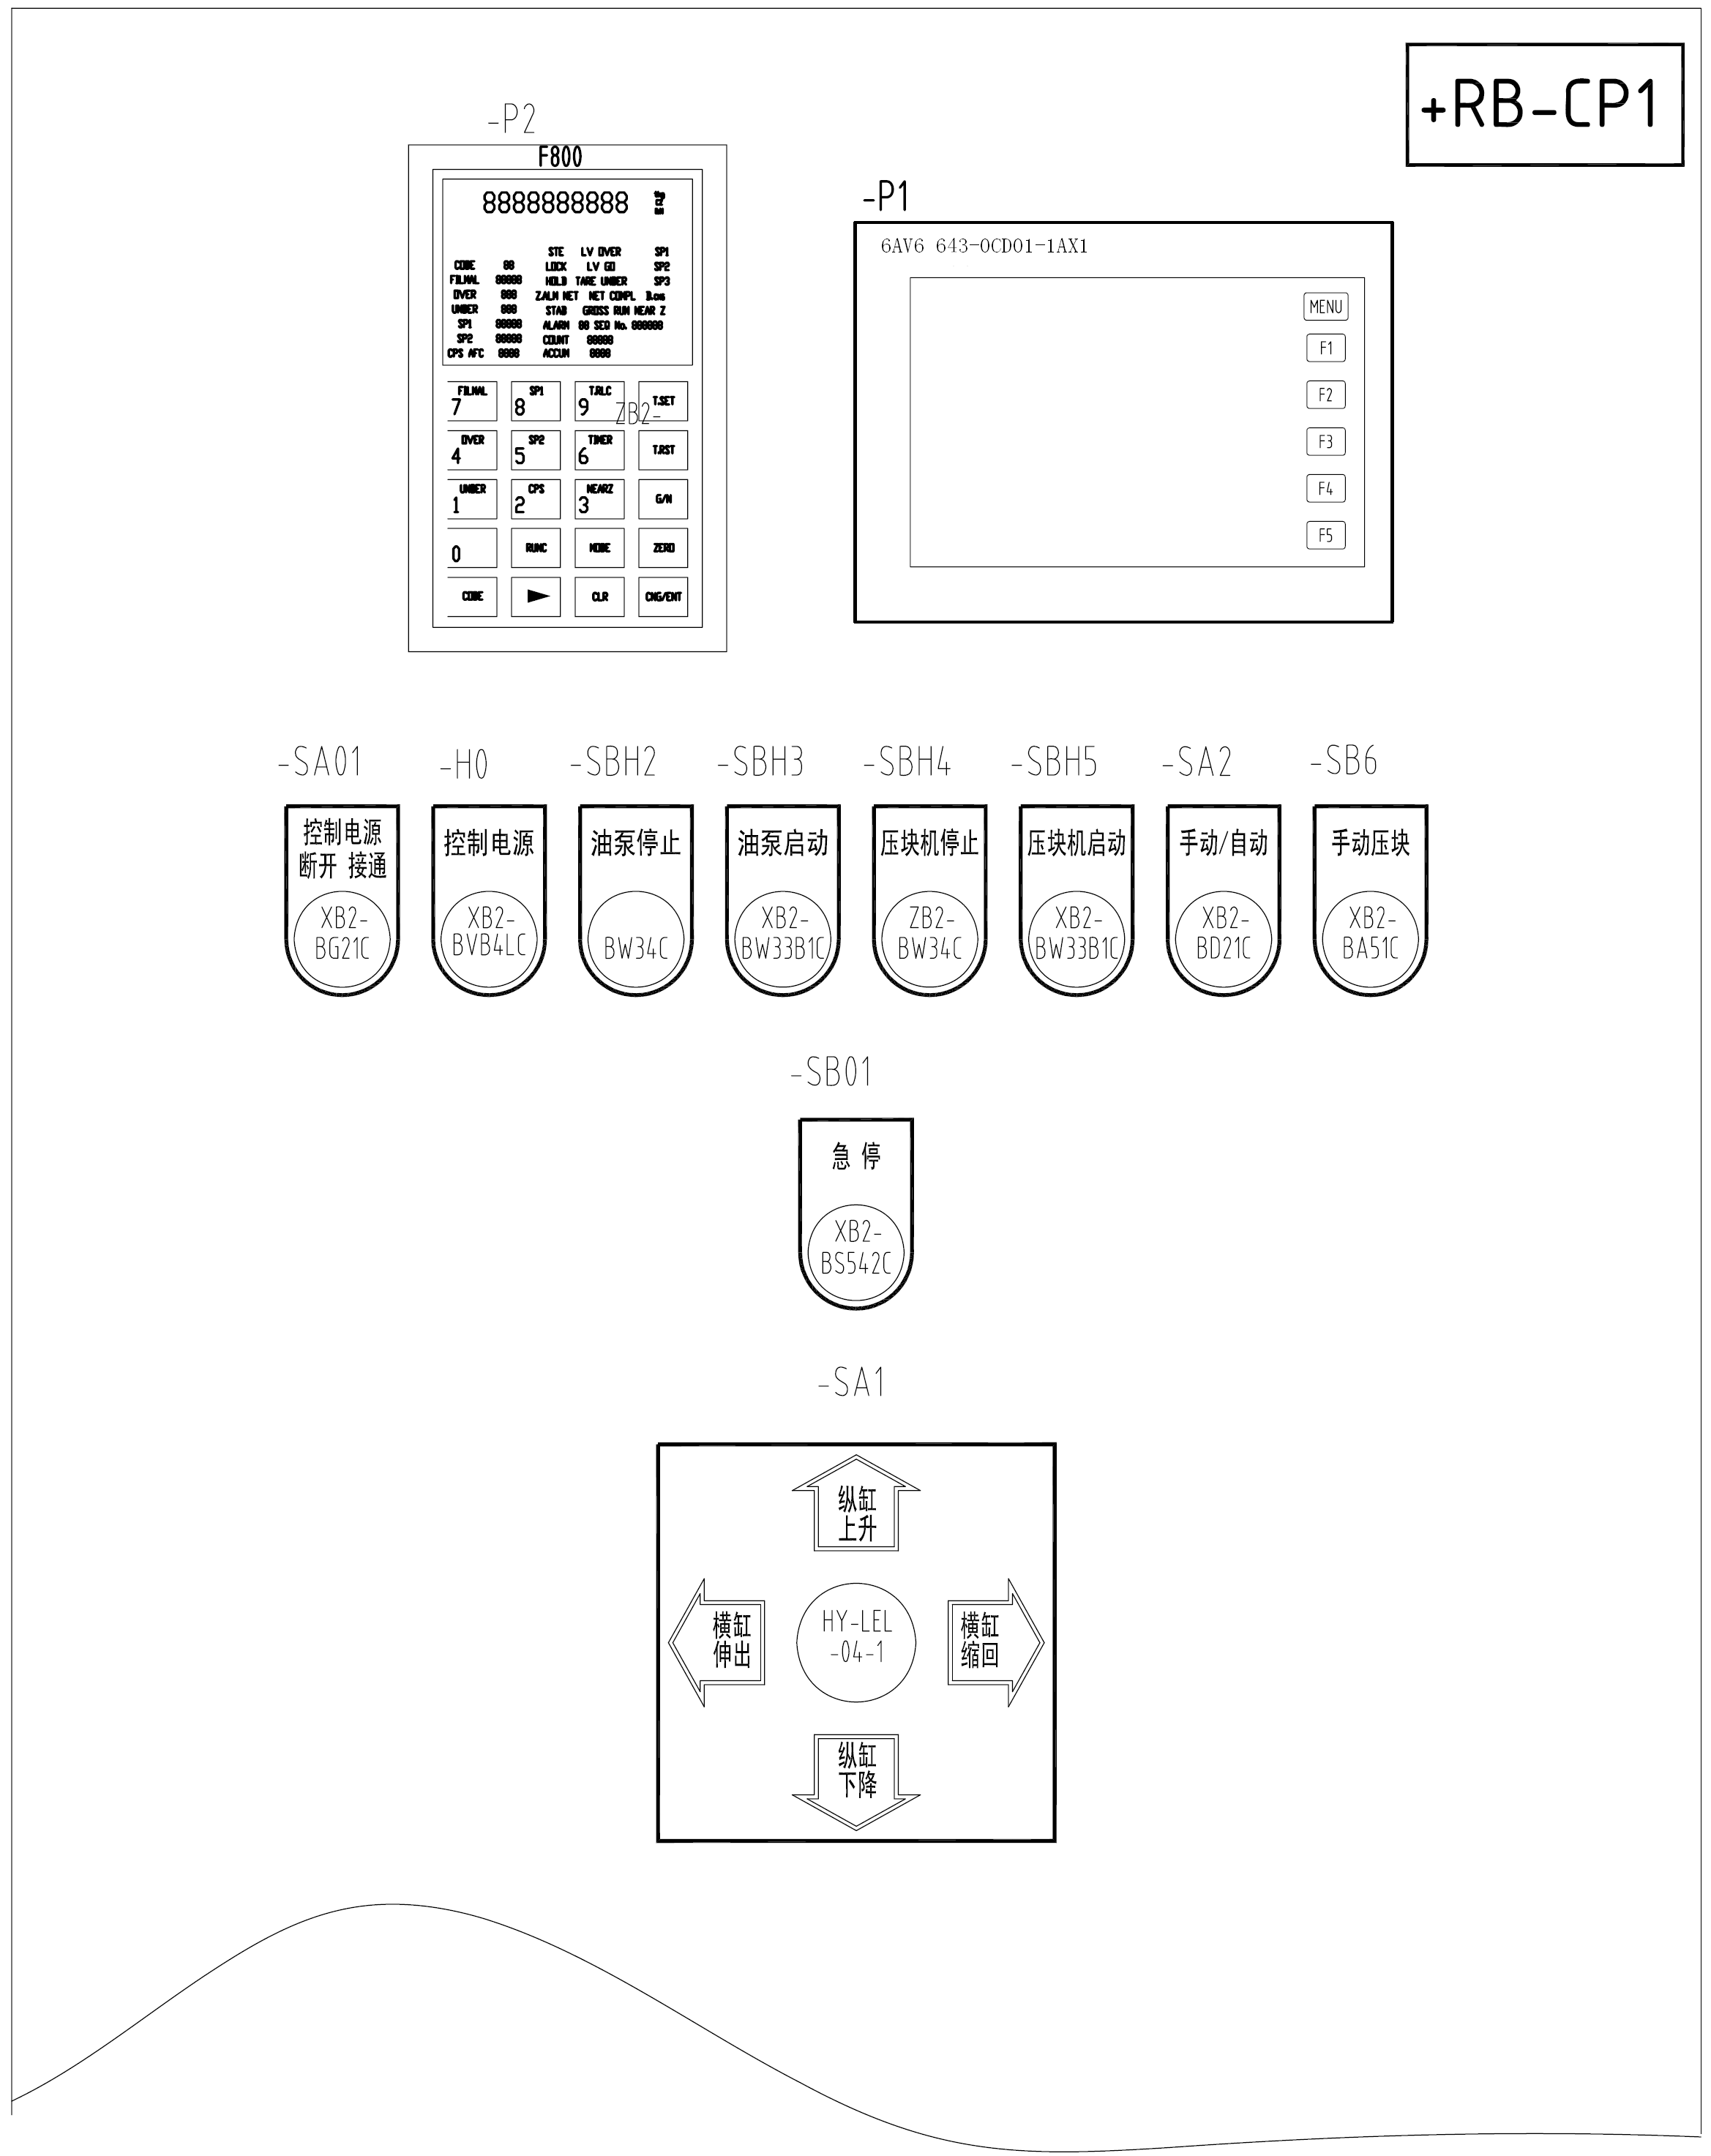 +RB-CP1
-P2
F800
8888888888
STE LV OVER SP1
CODE 88 LOCK LV GO SP2
FILNAL 88888 HOLD TARE UNBER SP3
OVER 888 Z.ALN NET NET COMPL
UNBER 888 STAB GROSS RUN NEAR Z
SP1 88888 ALARM 88 SEQ No. 888888
SP2 88888 COUNT 88888
CPS AFC 8888 ACCUM 8888
FILNAL SP1 T.RLC
7 8 9 T.SET
ZB2-
OVER SP2 TIMER
4 5 6 T.RST
UNBER CPS NEARZ
1 2 3 G/N
0 RUNC MODE ZERO
CODE CLR CNG/ENT
-P1
6AV6 643-0CD01-1AX1
MENU
F1
F2
F3
F4
F5
-SA01
控制电源
断开 接通
XB2-
BG21C
-H0
控制电源
XB2-
BVB4LC
-SBH2
油泵停止
BW34C
-SBH3
油泵启动
XB2-
BW33B1C
-SBH4
压块机停止
ZB2-
BW34C
-SBH5
压块机启动
XB2-
BW33B1C
-SA2
手动/自动
XB2-
BD21C
-SB6
手动压块
XB2-
BA51C
-SB01
急 停
XB2-
BS542C
-SA1
纵缸
上升
横缸
伸出
HY-LEL
-04-1
横缸
缩回
纵缸
下降